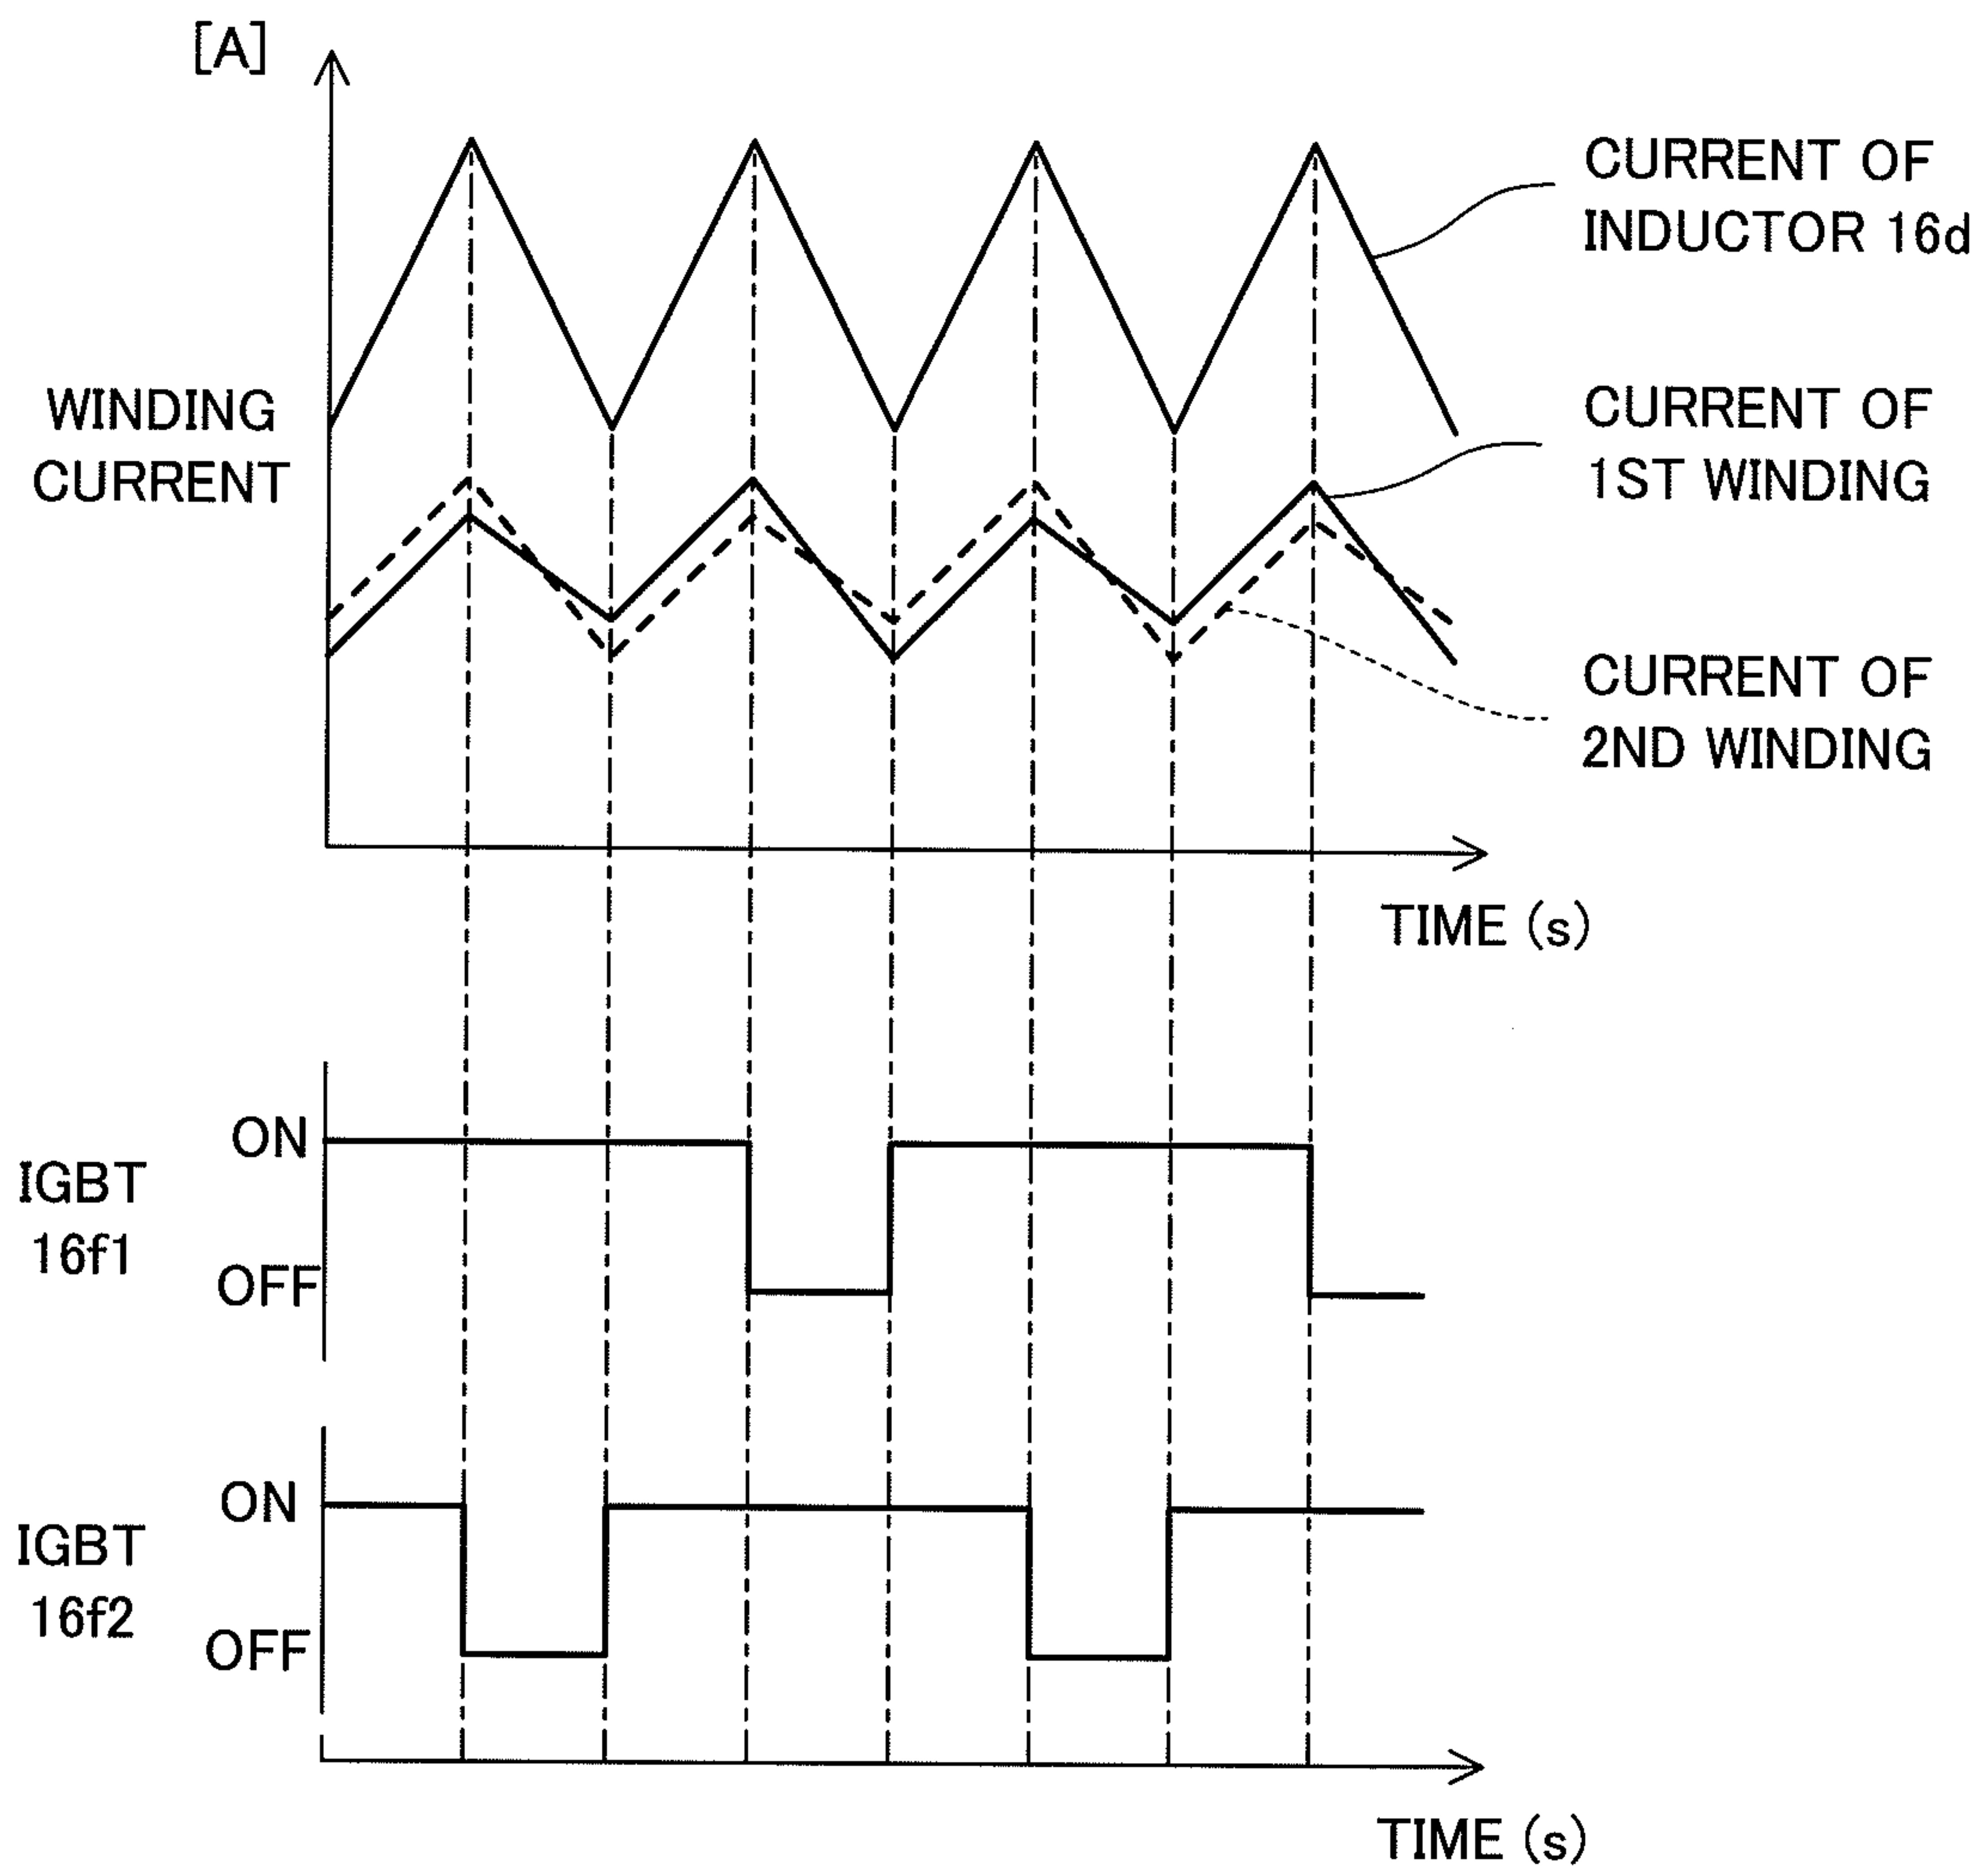 [A]
WINDING
CURRENT
CURRENT OF
INDUCTOR 16d
CURRENT OF
1ST WINDING
CURRENT OF
2ND WINDING
TIME (s)
IGBT
16f1
ON
OFF
IGBT
16f2
ON
OFF
TIME (s)